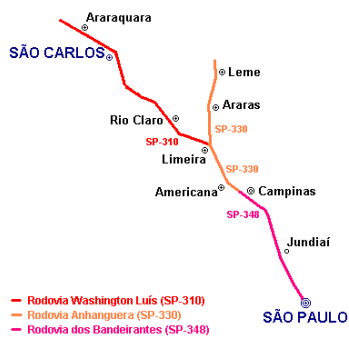 Araraquara
SÃO CARLOS
Leme
Araras
Rio Claro
SP-330
SP-310
Limeira
SP-330
Americana
Campinas
SP-348
Jundiaí
SÃO PAULO
Rodovia Washington Luís (SP-310)
Rodovia Anhanguera (SP-330)
Rodovia dos Bandeirantes (SP-348)